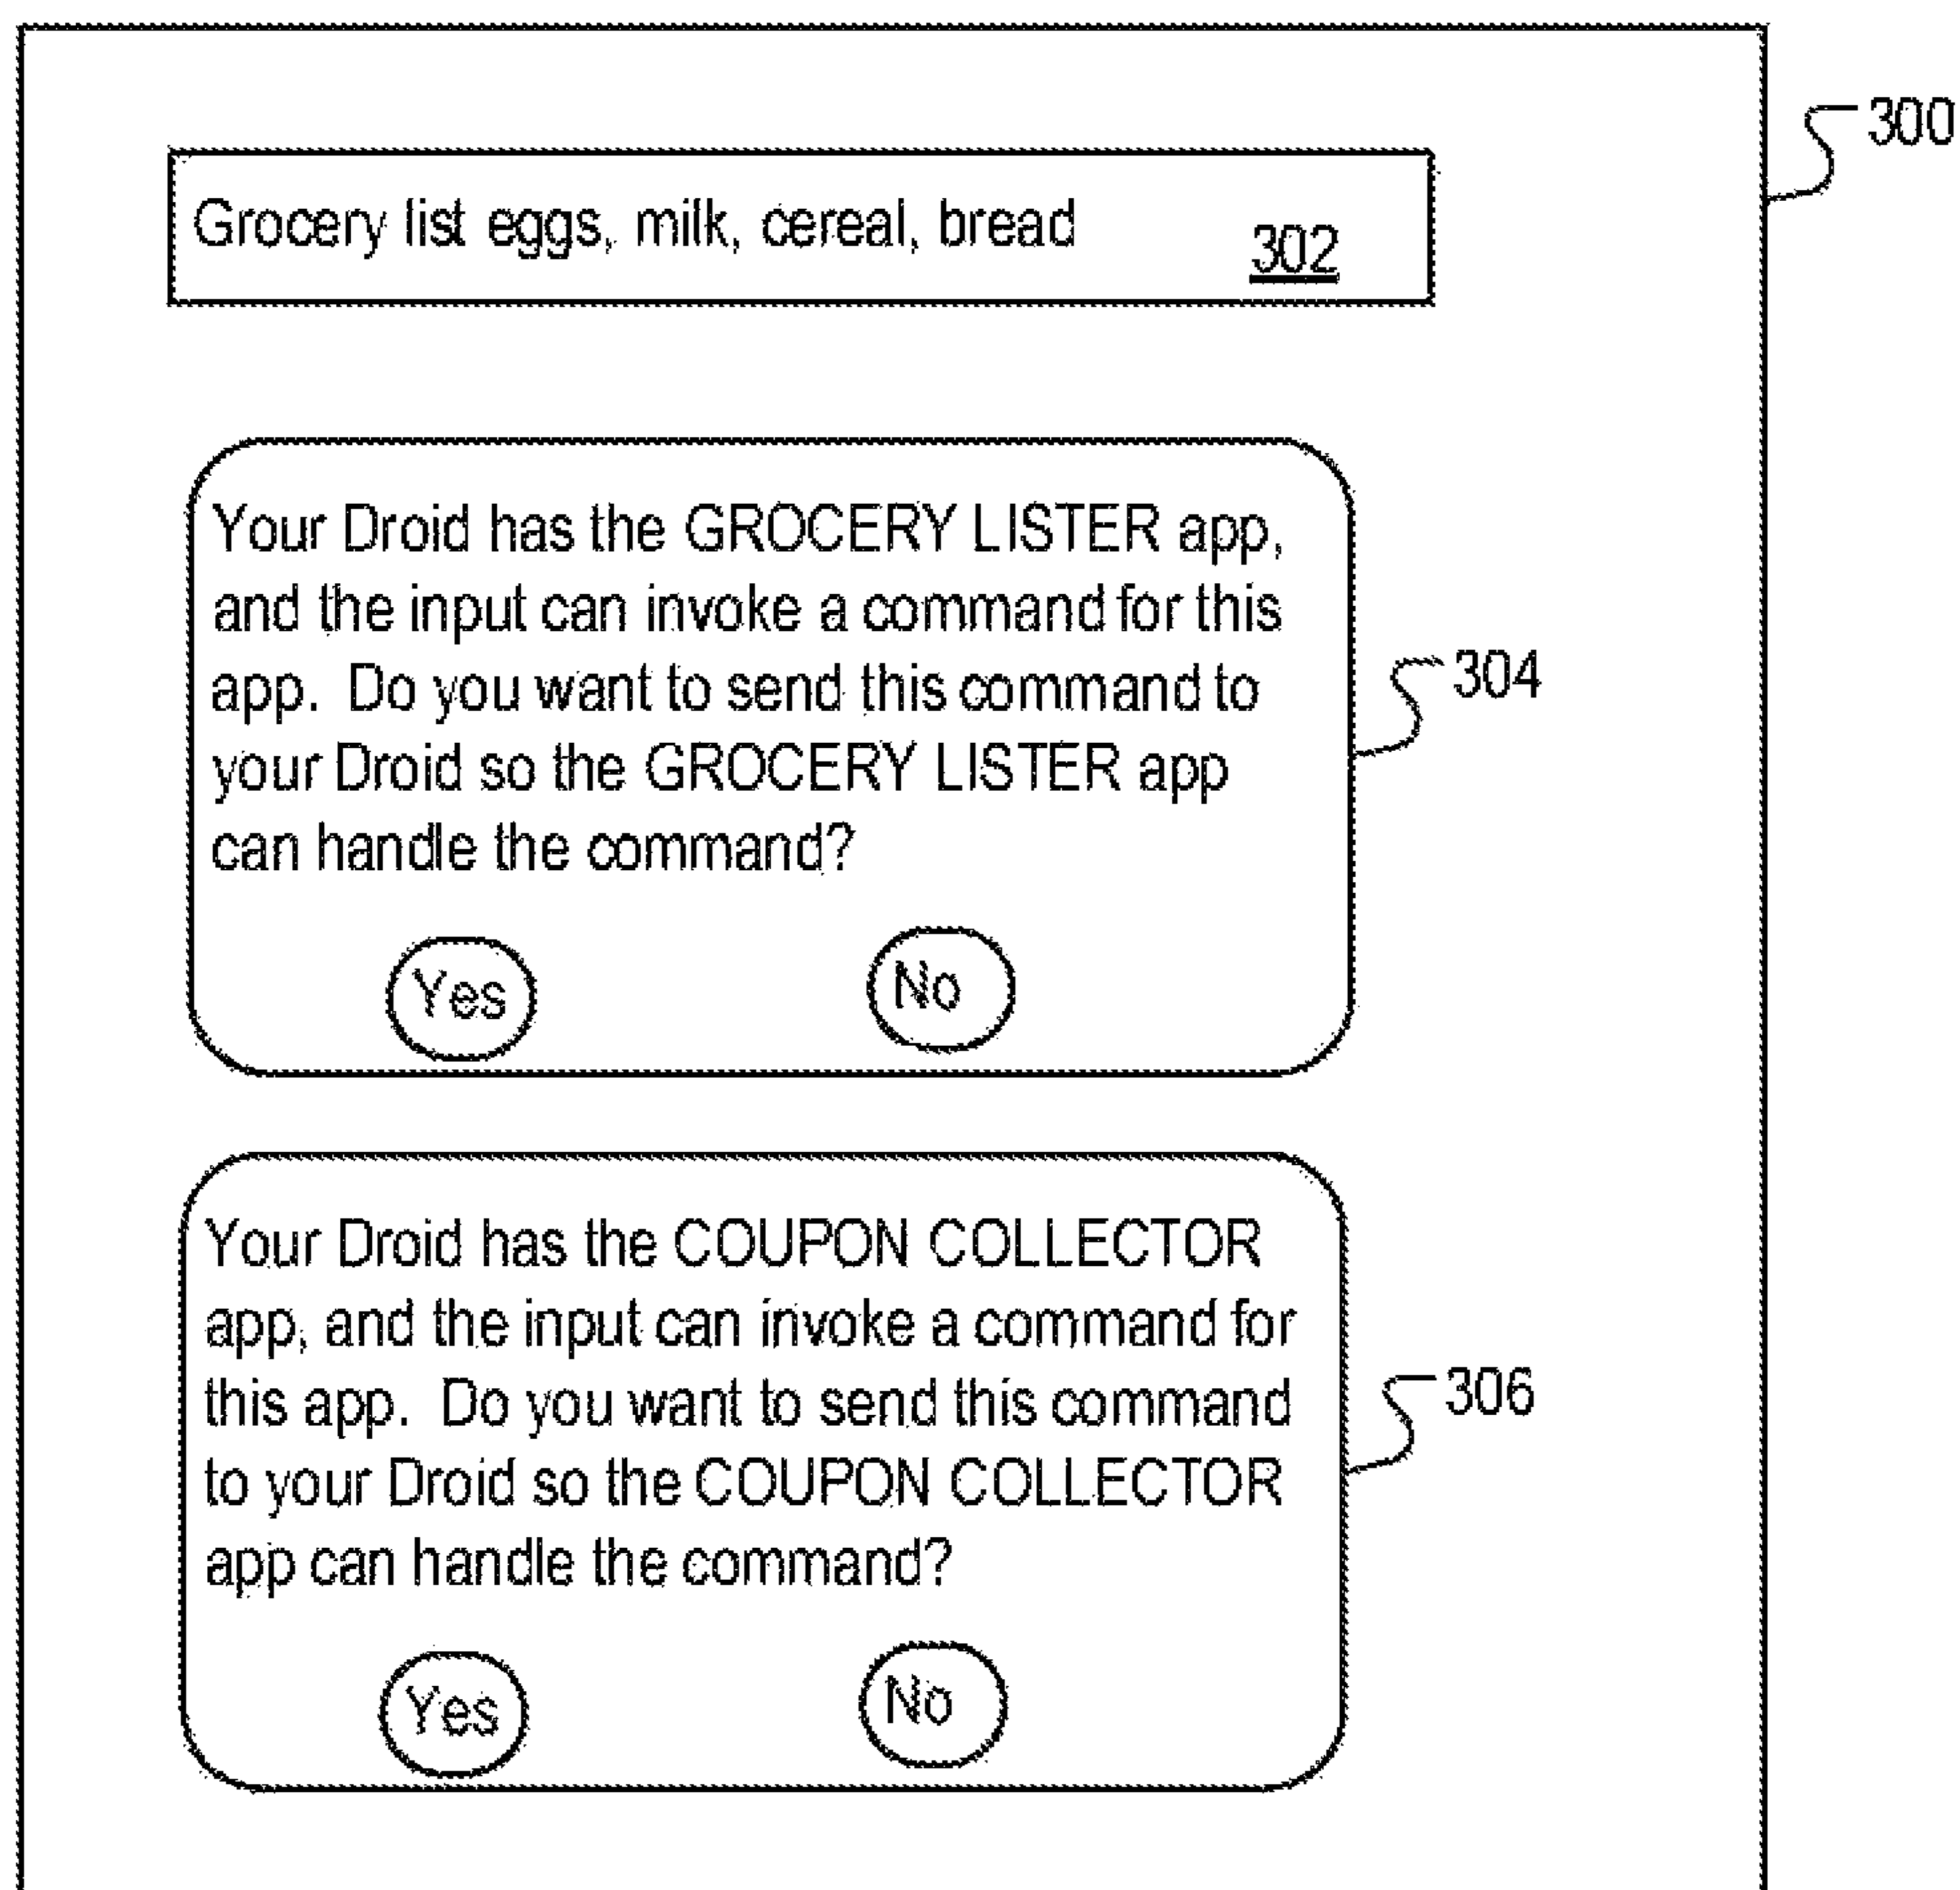 300
Grocery list eggs, milk, cereal, bread
302
Your Droid has the GROCERY LISTER app,
and the input can invoke a command for this
app. Do you want to send this command to
your Droid so the GROCERY LISTER app
can handle the command?
304
Yes
No
Your Droid has the COUPON COLLECTOR
app, and the input can invoke a command for
this app. Do you want to send this command
to your Droid so the COUPON COLLECTOR
app can handle the command?
306
Yes
No